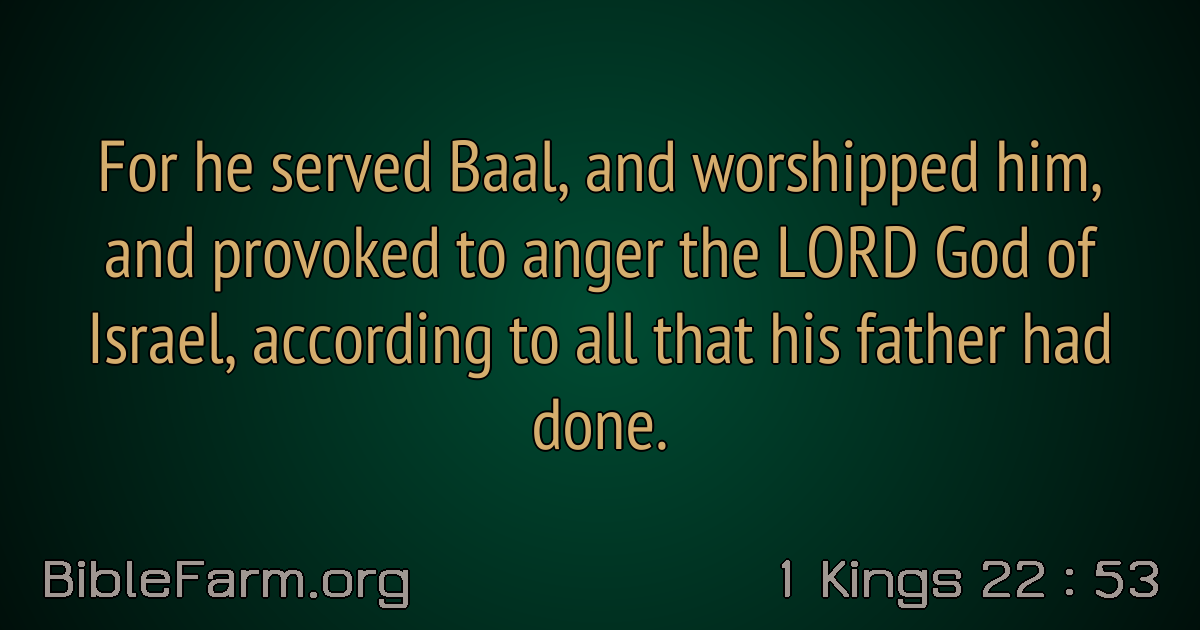 For he served Baal, and worshipped him,
and provoked to anger the LORD God of
Israel, according to all that his father had
done.
BibleFarm.org
1 Kings 22 : 53